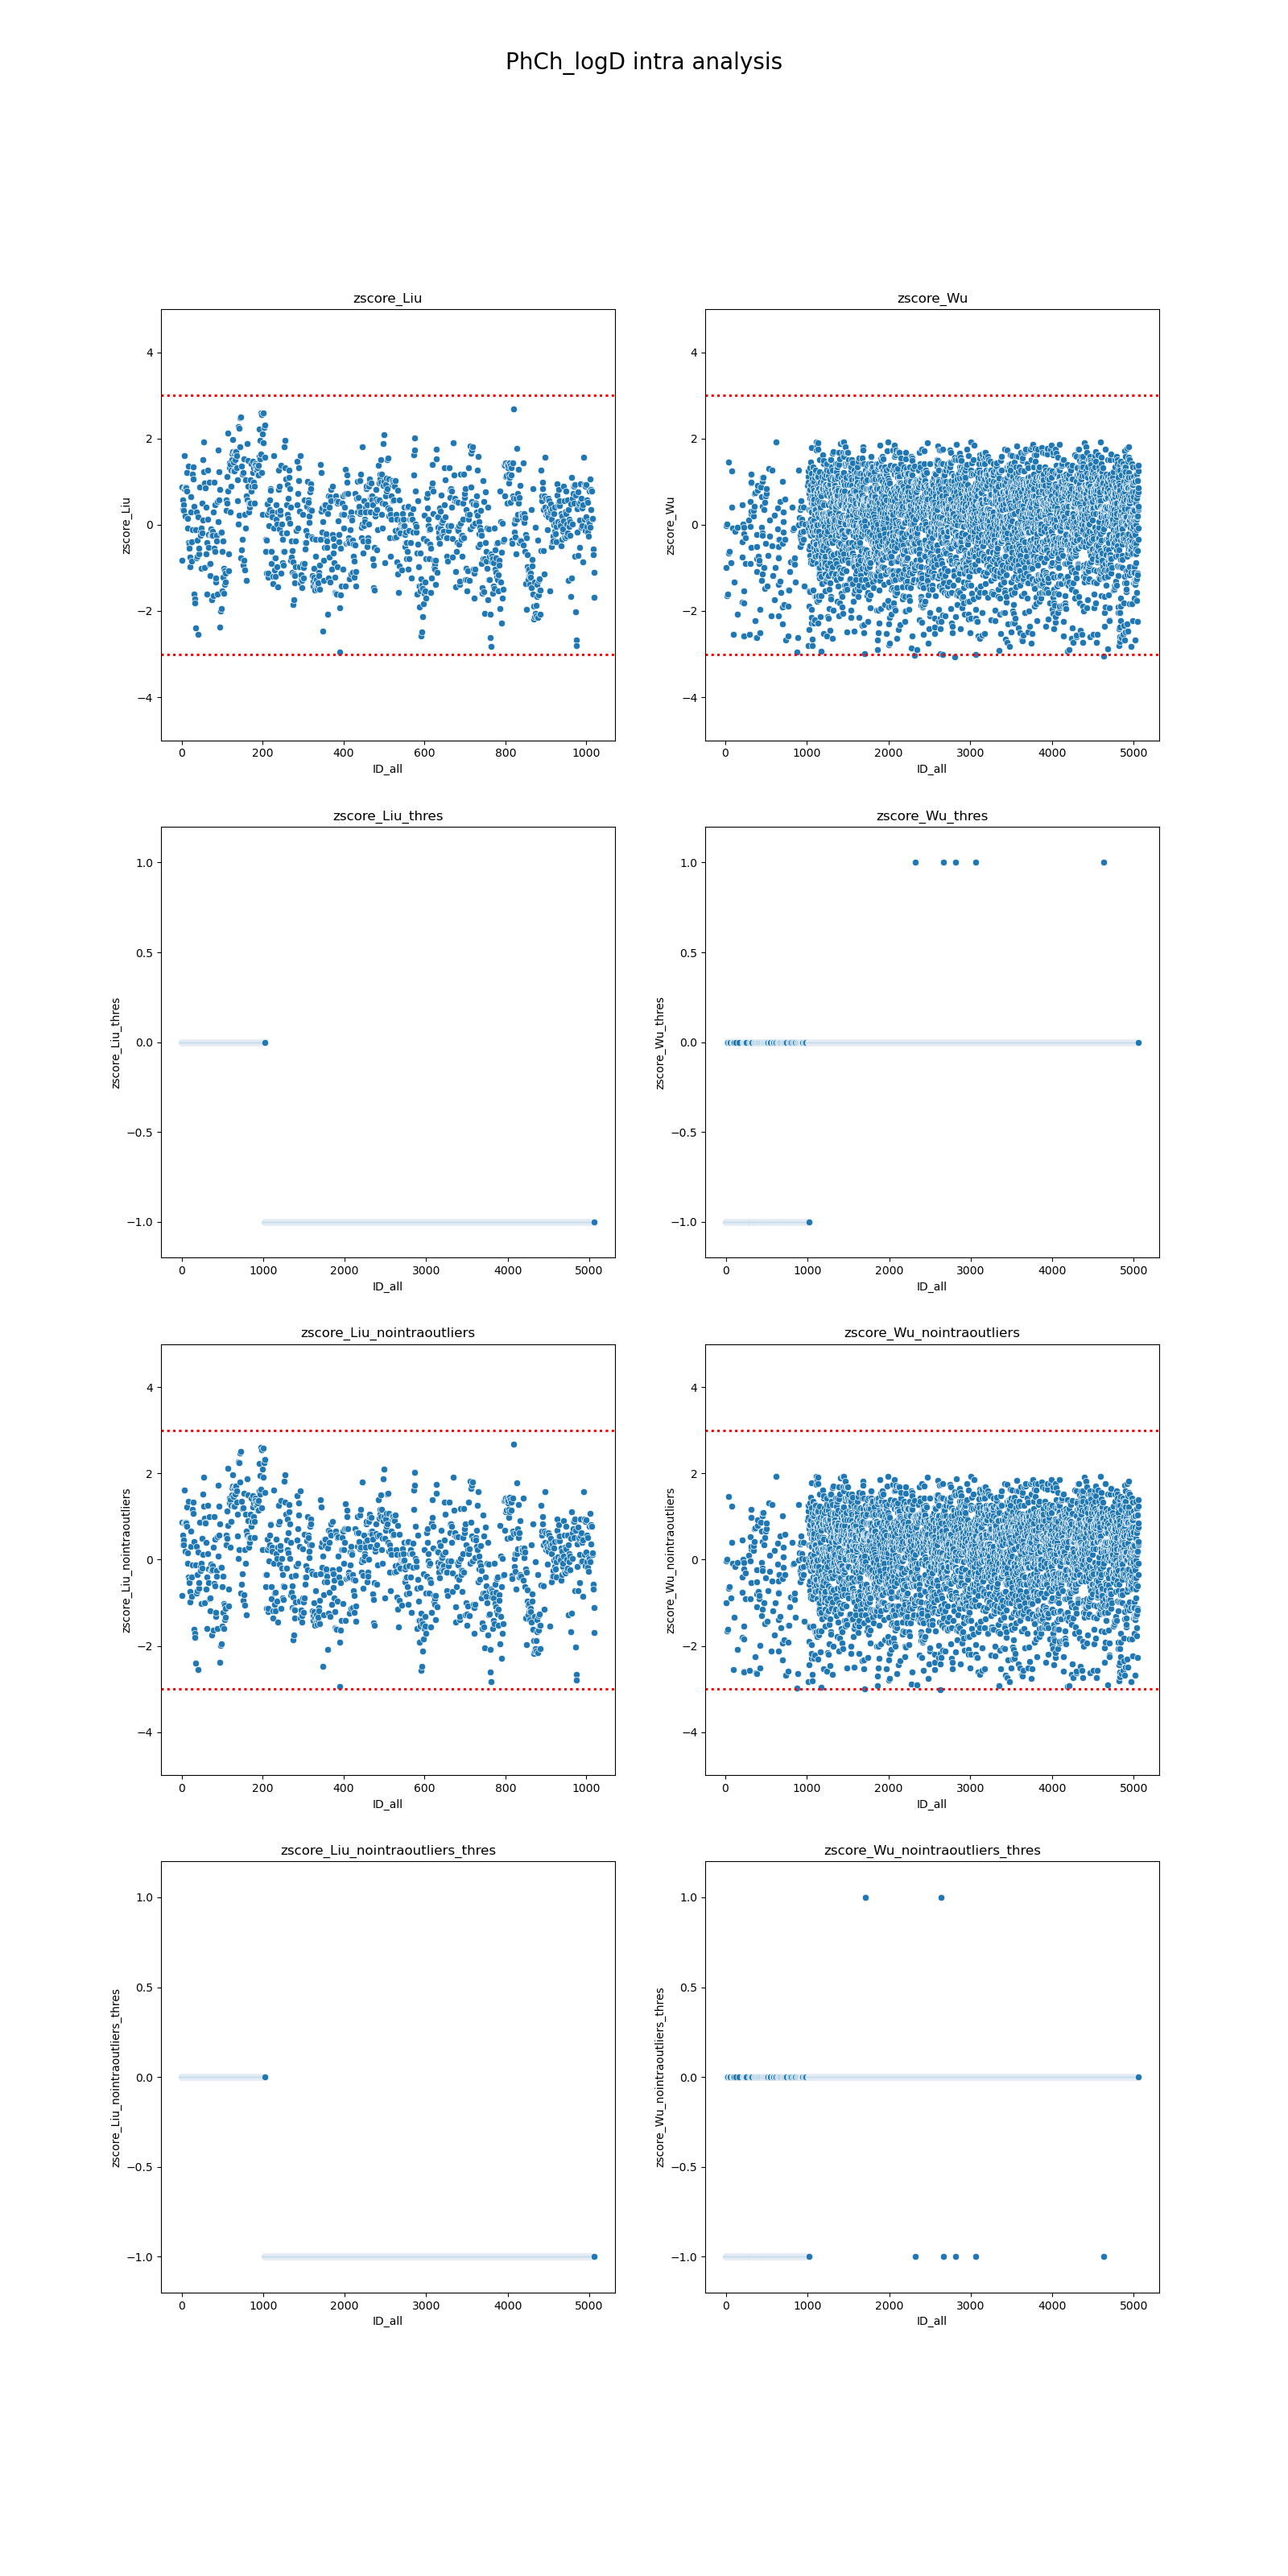 PhCh_logD intra analysis
zscore_Liu
zscore_Wu
4
2
0
−2
−4
zscore_Liu
0 200 400 600 800 1000
ID_all
4
2
0
−2
−4
zscore_Wu
0 1000 2000 3000 4000 5000
ID_all
zscore_Liu_thres
zscore_Wu_thres
1.0
0.5
0.0
−0.5
−1.0
zscore_Liu_thres
0 1000 2000 3000 4000 5000
ID_all
1.0
0.5
0.0
−0.5
−1.0
zscore_Wu_thres
0 1000 2000 3000 4000 5000
ID_all
zscore_Liu_nointraoutliers
zscore_Wu_nointraoutliers
4
2
0
−2
−4
zscore_Liu_nointraoutliers
0 200 400 600 800 1000
ID_all
4
2
0
−2
−4
zscore_Wu_nointraoutliers
0 1000 2000 3000 4000 5000
ID_all
zscore_Liu_nointraoutliers_thres
zscore_Wu_nointraoutliers_thres
1.0
0.5
0.0
−0.5
−1.0
zscore_Liu_nointraoutliers_thres
0 1000 2000 3000 4000 5000
ID_all
1.0
0.5
0.0
−0.5
−1.0
zscore_Wu_nointraoutliers_thres
0 1000 2000 3000 4000 5000
ID_all